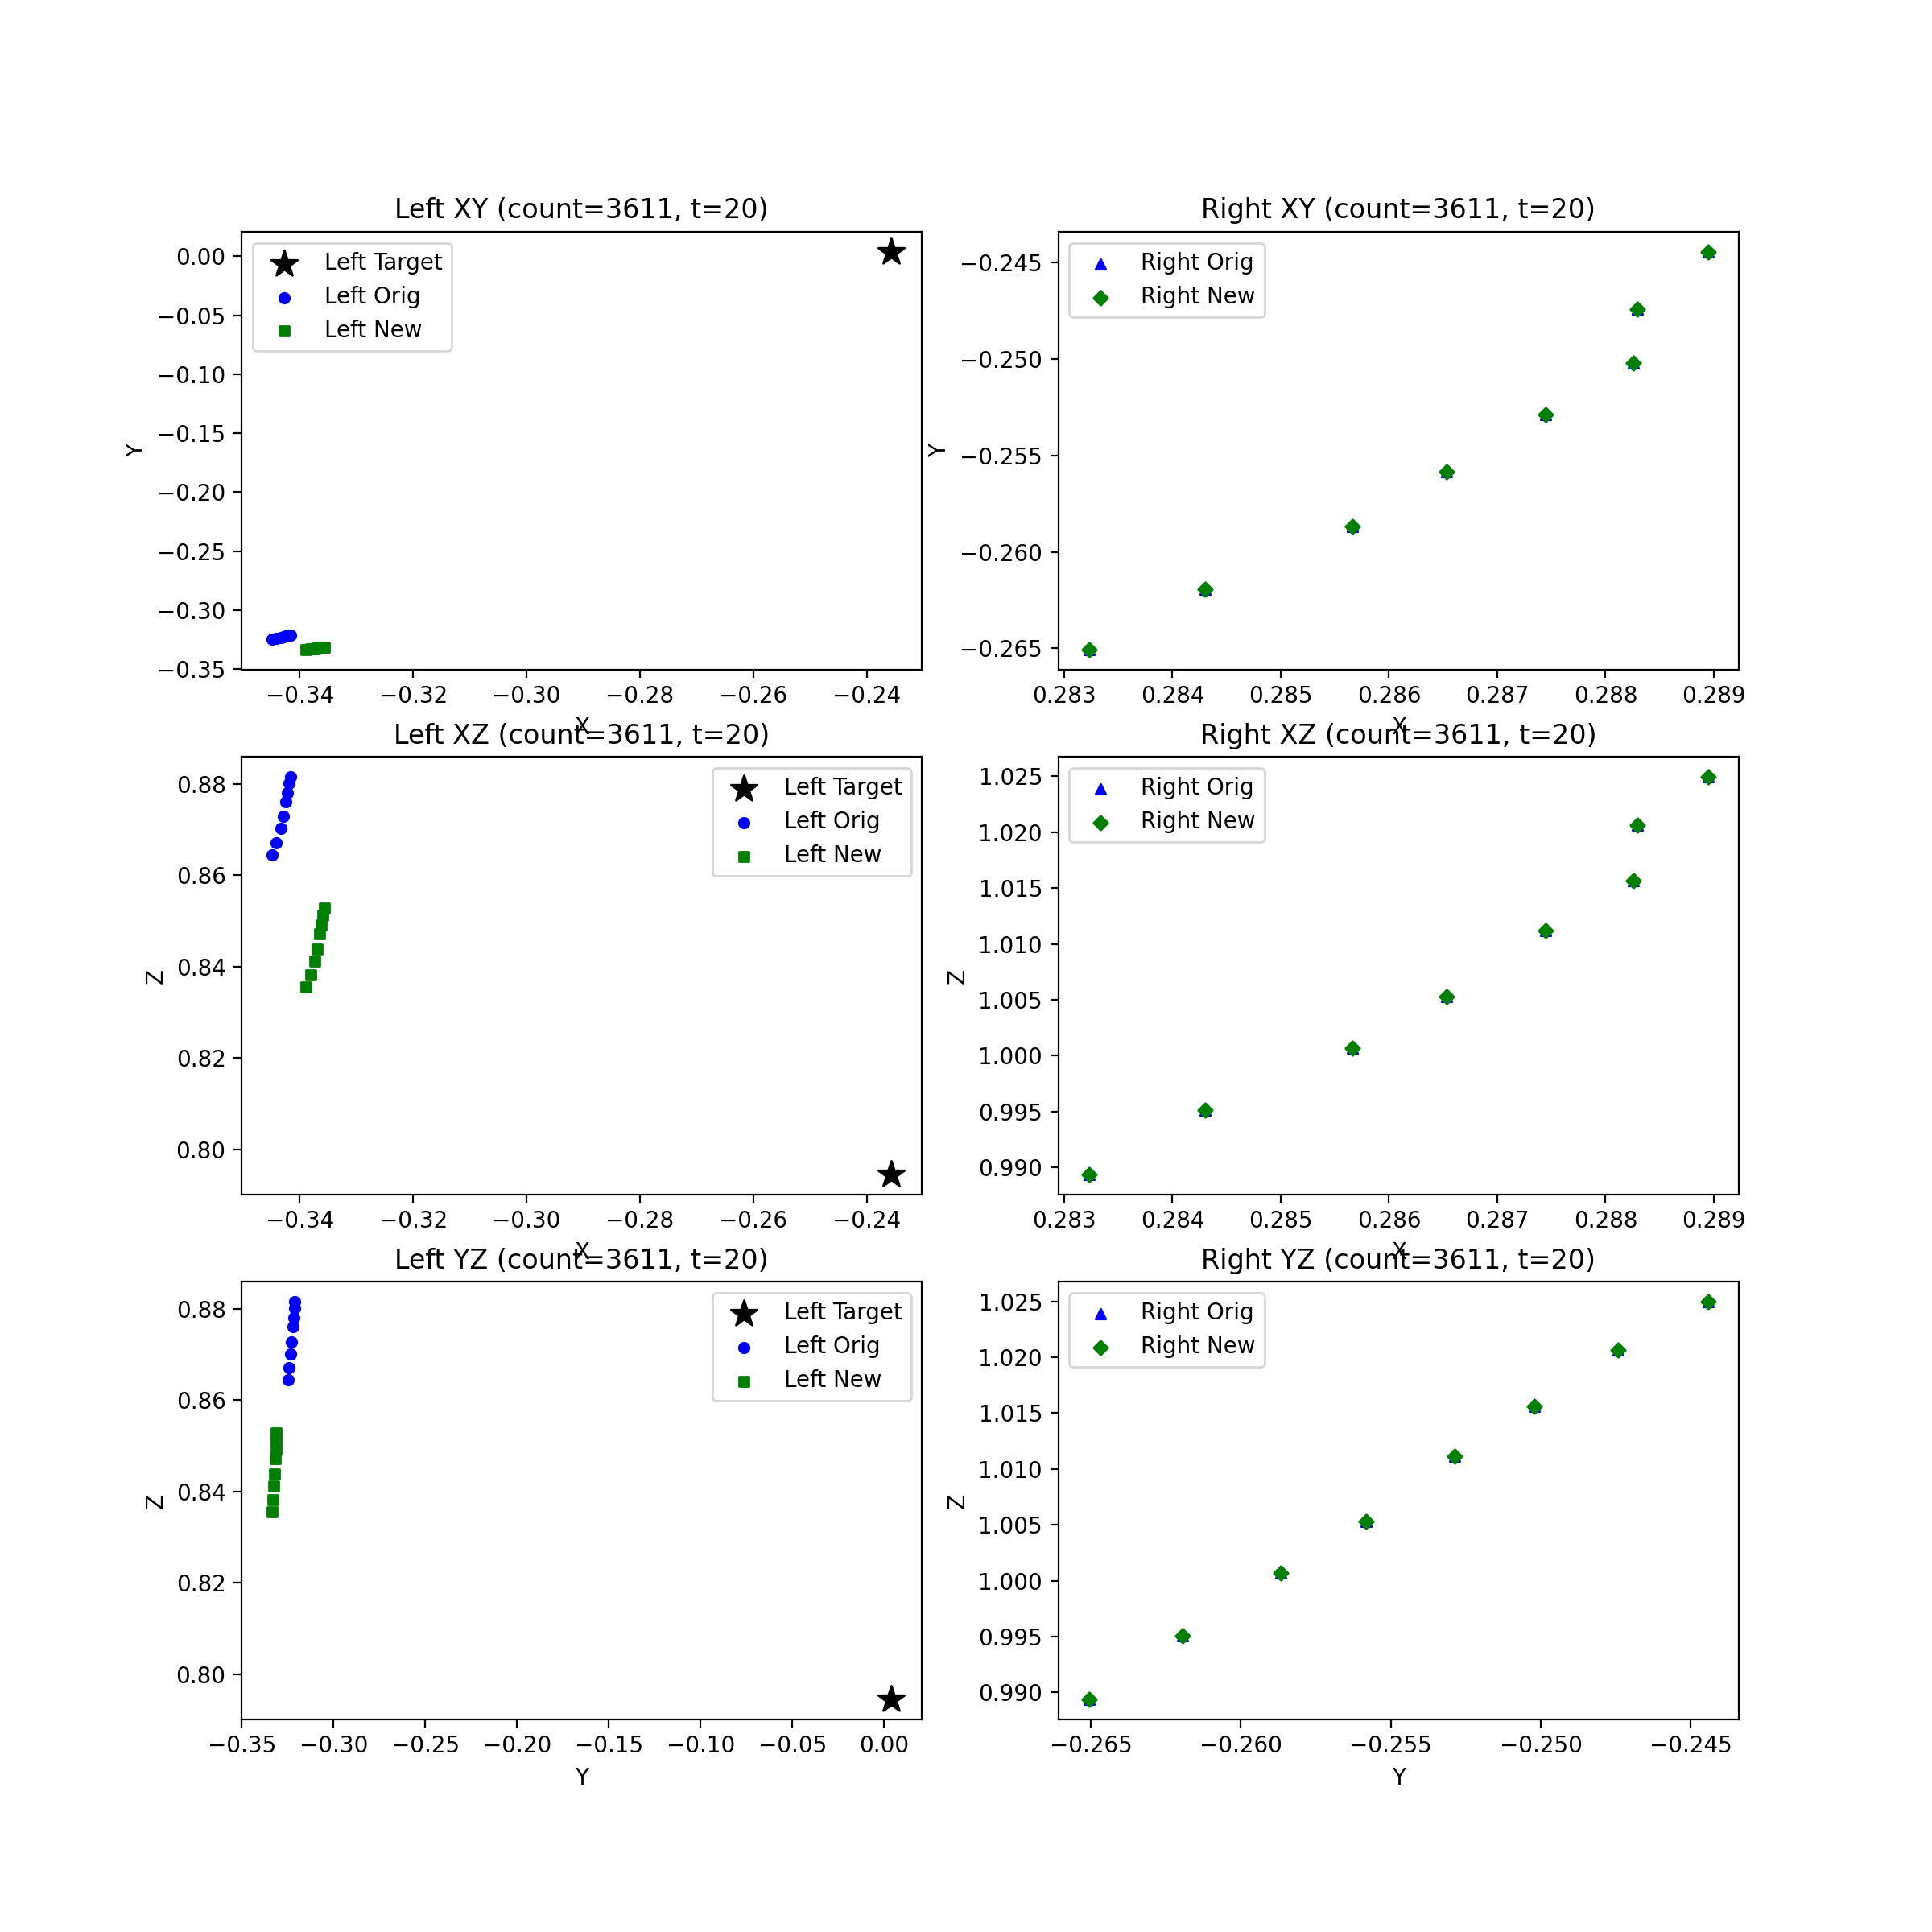 Left XY (count=3611, t=20)
Left Target
Left Orig
Left New
0.00
−0.05
−0.10
−0.15
−0.20
−0.25
−0.30
−0.35
Y
−0.34
−0.32
−0.30
−0.28
−0.26
−0.24
X
Right XY (count=3611, t=20)
Right Orig
Right New
−0.245
−0.250
−0.255
−0.260
−0.265
Y
0.283
0.284
0.285
0.286
0.287
0.288
0.289
X
Left XZ (count=3611, t=20)
Left Target
Left Orig
Left New
0.88
0.86
0.84
0.82
0.80
Z
−0.34
−0.32
−0.30
−0.28
−0.26
−0.24
X
Right XZ (count=3611, t=20)
Right Orig
Right New
1.025
1.020
1.015
1.010
1.005
1.000
0.995
0.990
Z
0.283
0.284
0.285
0.286
0.287
0.288
0.289
X
Left YZ (count=3611, t=20)
Left Target
Left Orig
Left New
0.88
0.86
0.84
0.82
0.80
Z
−0.35
−0.30
−0.25
−0.20
−0.15
−0.10
−0.05
0.00
Y
Right YZ (count=3611, t=20)
Right Orig
Right New
1.025
1.020
1.015
1.010
1.005
1.000
0.995
0.990
Z
−0.265
−0.260
−0.255
−0.250
−0.245
Y